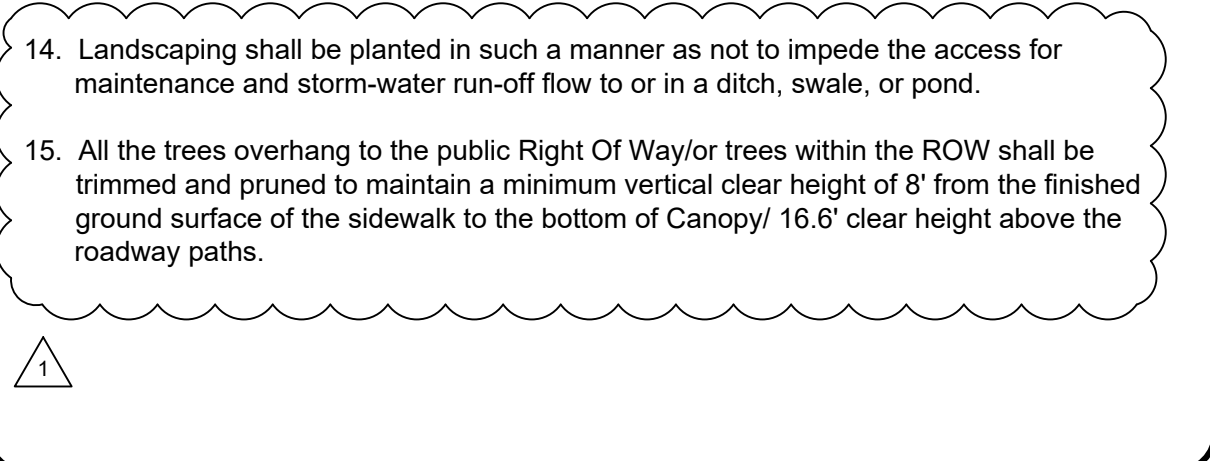 14. Landscaping shall be planted in such a manner as not to impede the access for
maintenance and storm-water run-off flow to or in a ditch, swale, or pond.
15. All the trees overhang to the public Right Of Way/or trees within the ROW shall be
trimmed and pruned to maintain a minimum vertical clear height of 8' from the finished
ground surface of the sidewalk to the bottom of Canopy/ 16.6' clear height above the
roadway paths.
1